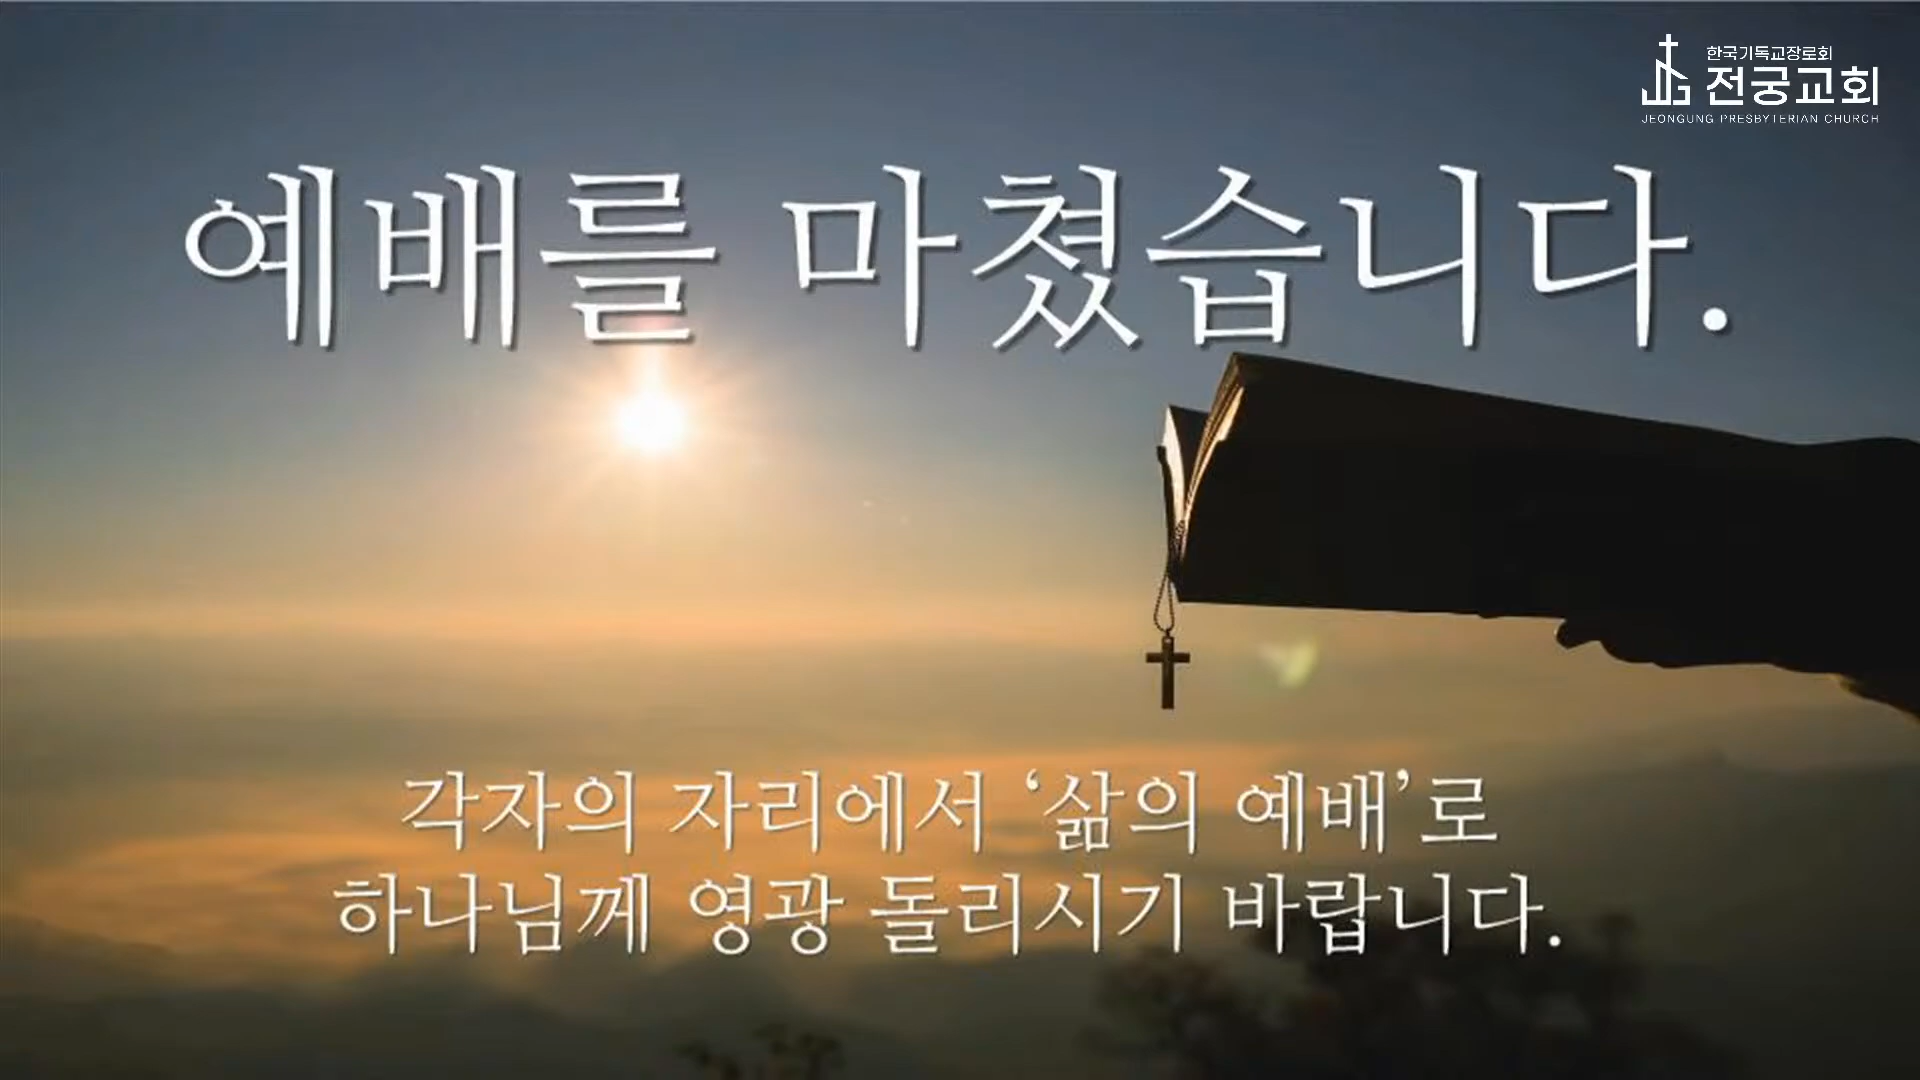 한국기독교장로회
전궁교회
JEONGUNG PRESBYTERIAN CHURCH
예배를 마쳤습니다.
각자의 자리에서 ‘삶의 예배’로
하나님께 영광 돌리시기 바랍니다.